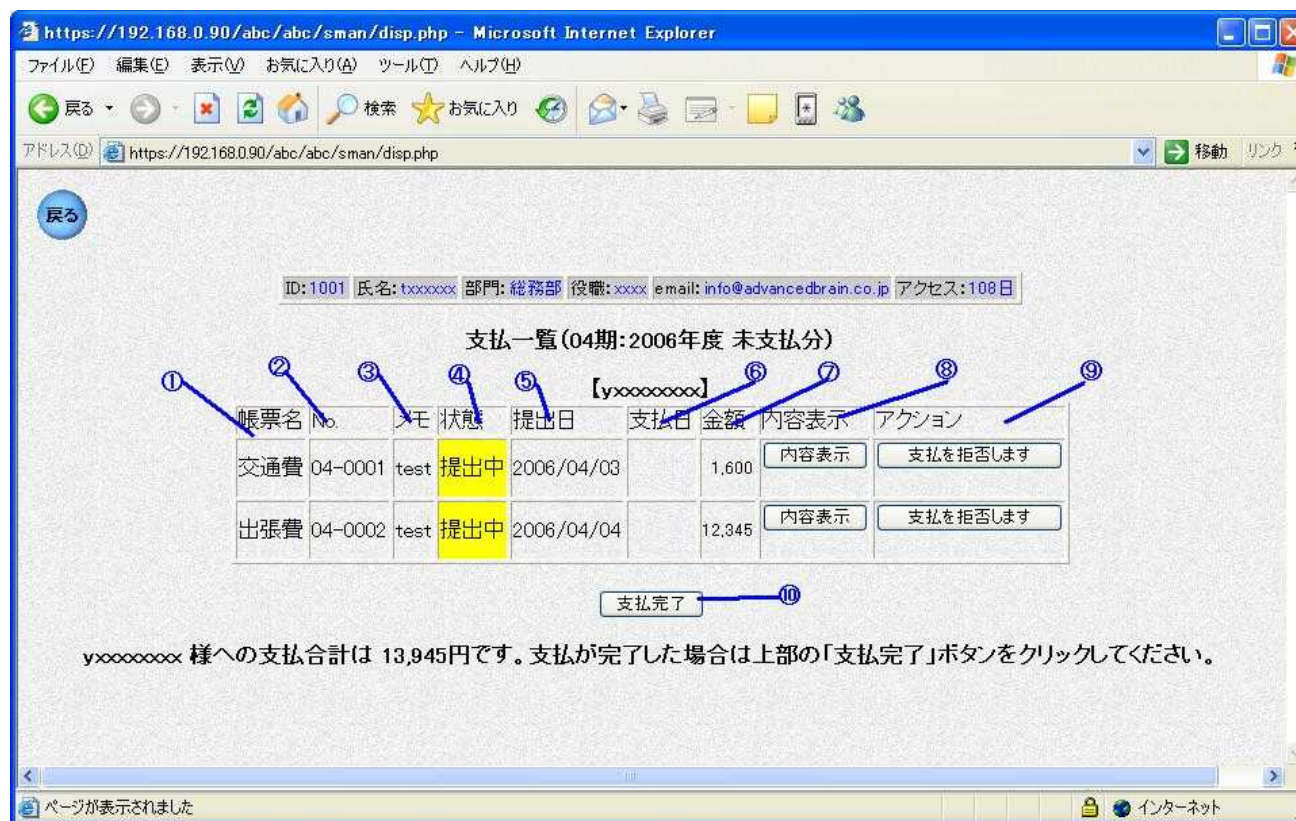 https://192.168.0.90/abc/abc/sman/disp.php - Microsoft Internet Explorer
ファイル(F) 編集(E) 表示(V) お気に入り(A) ツール(T) ヘルプ(H)
戻る 検索 お気に入り
アドレス(D) https://192.168.0.90/abc/abc/sman/disp.php 移動 リンク
戻る
ID:1001 氏名:txxxxxx 部門:総務部 役職:xxxx email:info@advancedbrain.co.jp アクセス:108日
支払一覧(04期:2006年度 未支払分)
【yxxxxxxxx】
① ② ③ ④ ⑤ ⑥ ⑦ ⑧ ⑨
帳票名 No. メモ 状態 提出日 支払日 金額 内容表示 アクション
交通費 04-0001 test 提出中 2006/04/03 1,600 内容表示 支払を拒否します
出張費 04-0002 test 提出中 2006/04/04 12,345 内容表示 支払を拒否します
支払完了 ⑩
yxxxxxxxx 様への支払合計は 13,945円です。支払が完了した場合は上部の「支払完了」ボタンをクリックしてください。
ページが表示されました インターネット